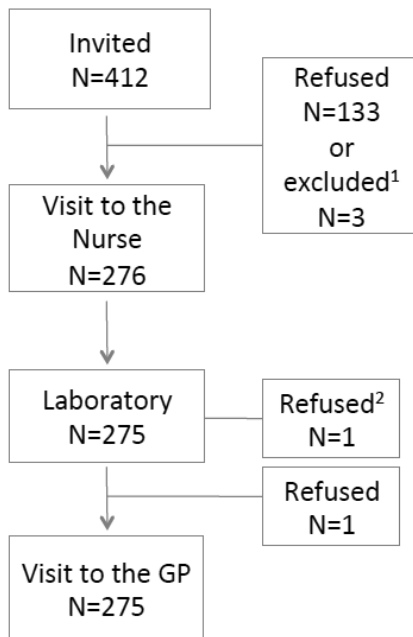 Invited
N=412
Refused
N=133
or
excluded¹
N=3
Visit to the
Nurse
N=276
Laboratory
N=275
Refused²
N=1
Refused
N=1
Visit to the GP
N=275